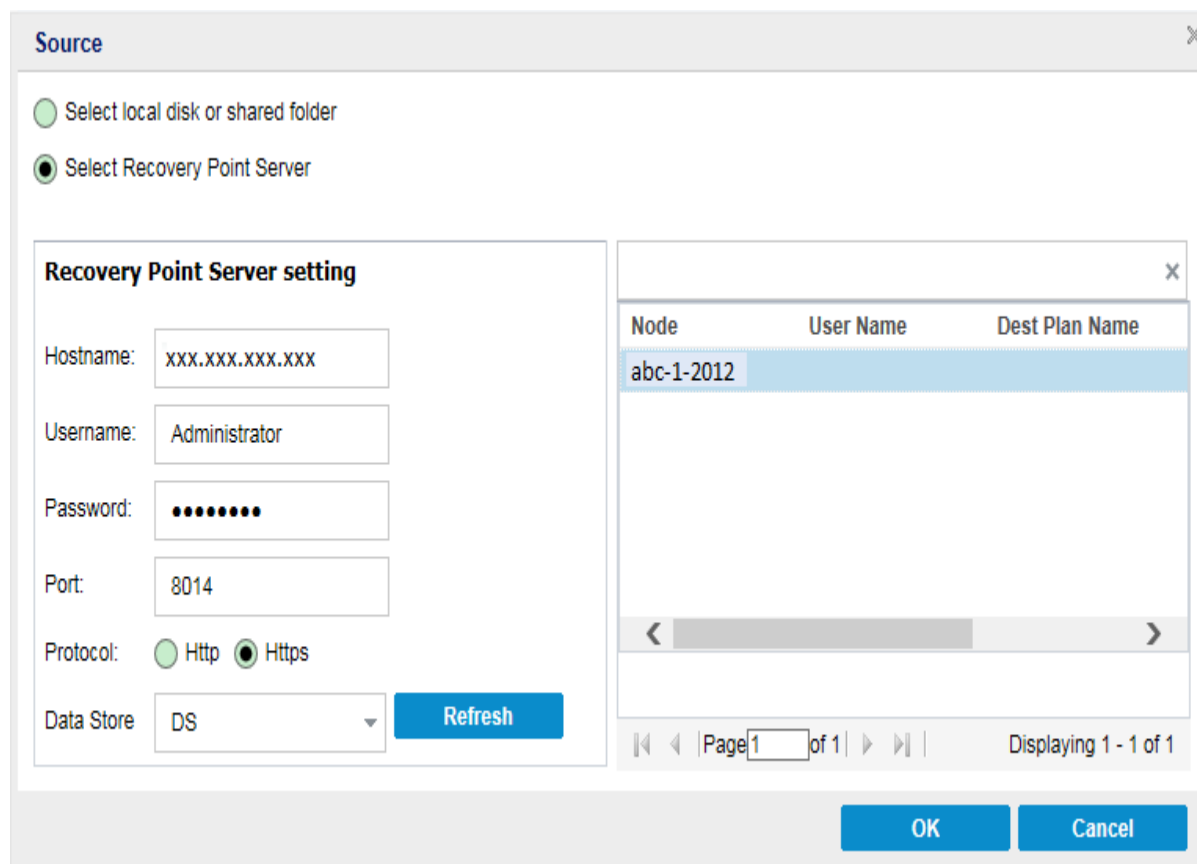 Source
Select local disk or shared folder
Select Recovery Point Server
Recovery Point Server setting
Hostname: xxx.xxx.xxx.xxx
Username: Administrator
Password: ••••••••
Port: 8014
Protocol: Http Https
Data Store DS Refresh
Node User Name Dest Plan Name
abc-1-2012
Page 1 of 1 Displaying 1 - 1 of 1
OK Cancel